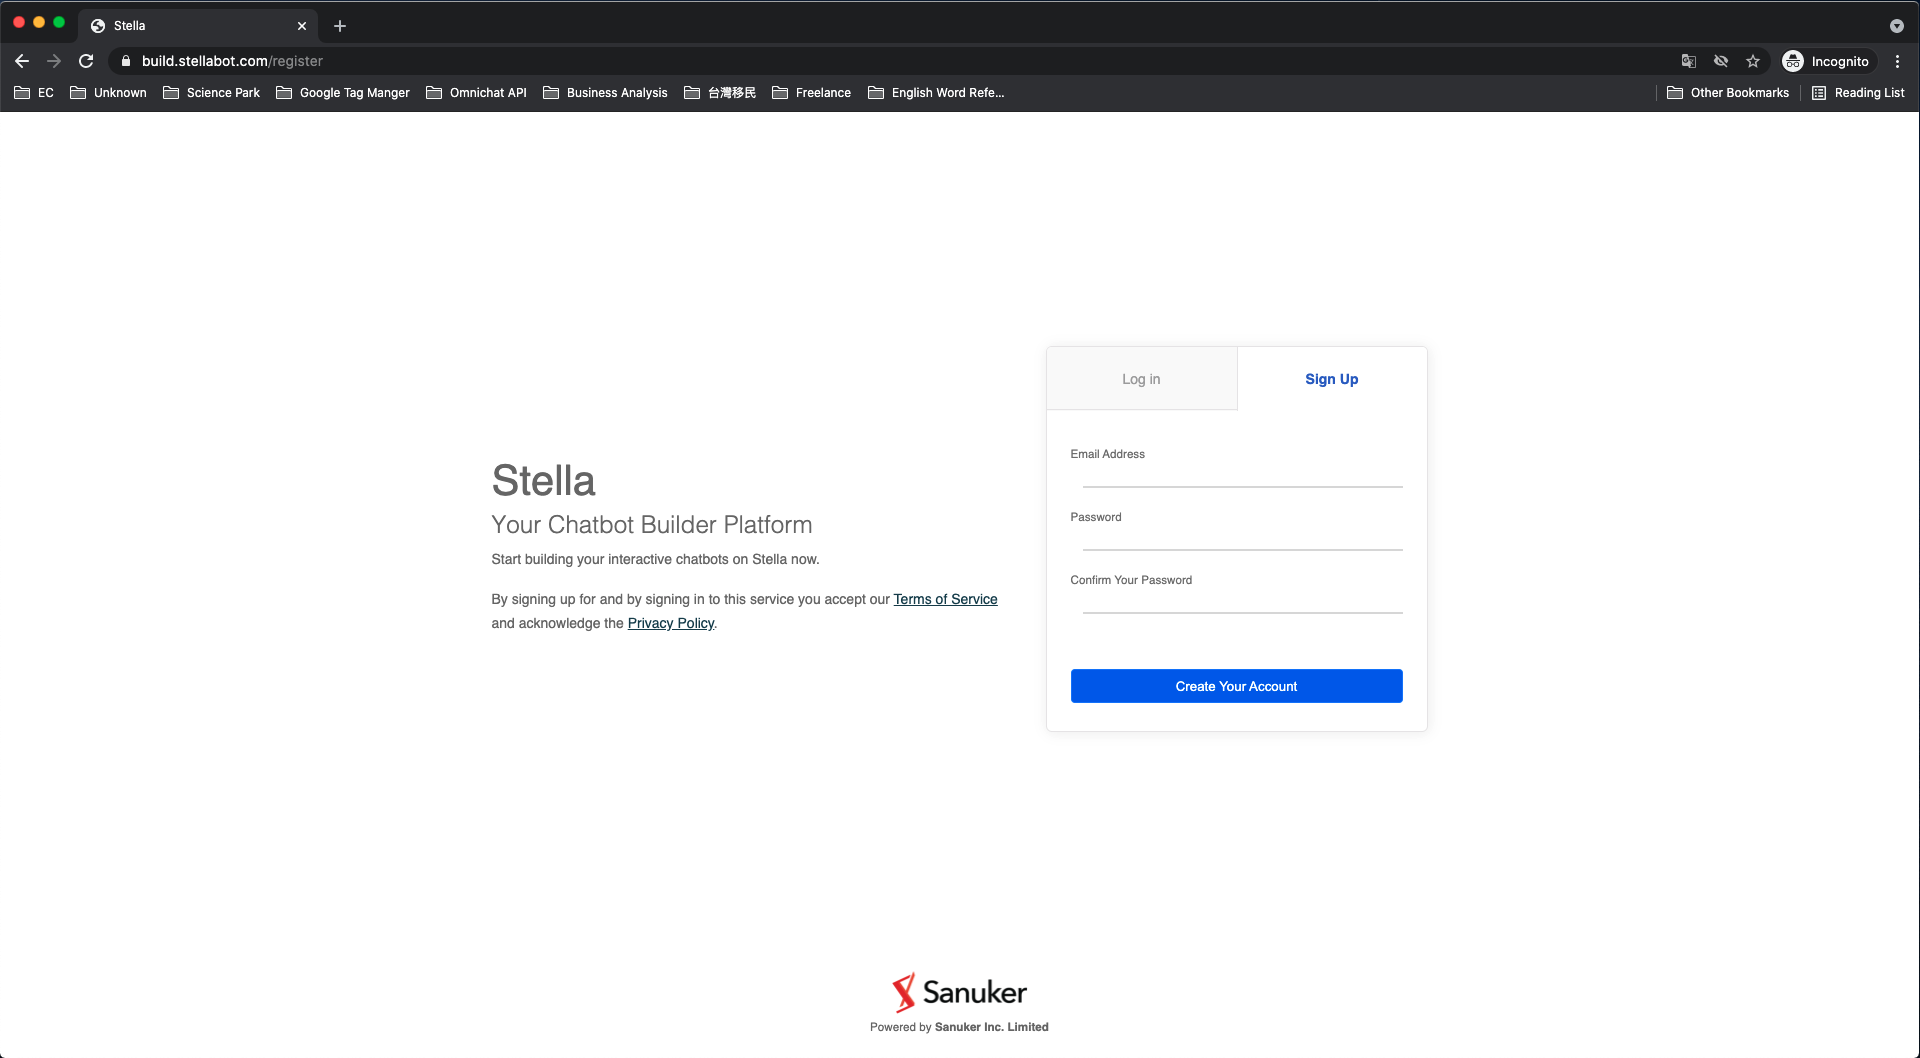 Stella
build.stellabot.com/register
Incognito
EC
Unknown
Science Park
Google Tag Manger
Omnichat API
Business Analysis
台灣移民
Freelance
English Word Refe...
Other Bookmarks
Reading List
Log in
Sign Up
Stella
Your Chatbot Builder Platform
Start building your interactive chatbots on Stella now.
By signing up for and by signing in to this service you accept our Terms of Service
and acknowledge the Privacy Policy.
Email Address
Password
Confirm Your Password
Create Your Account
Sanuker
Powered by Sanuker Inc. Limited